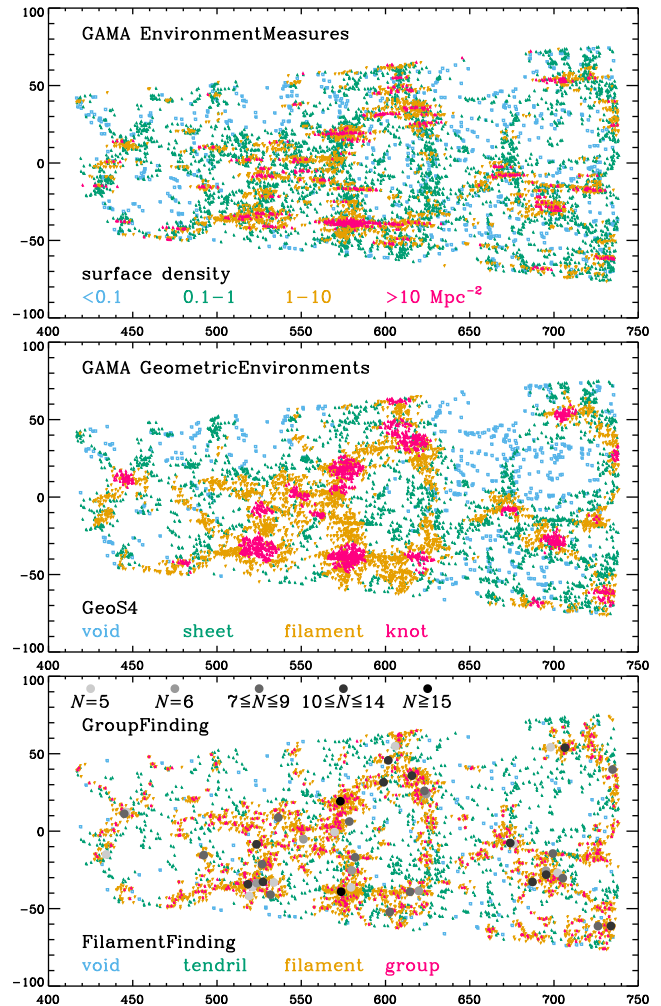 100
GAMA EnvironmentMeasures
50
0
−50
surface density
<0.1 0.1−1 1−10 >10 Mpc⁻²
−100
400 450 500 550 600 650 700 750
100
GAMA GeometricEnvironments
50
0
−50
GeoS4
void sheet filament knot
−100
400 450 500 550 600 650 700 750
100
N=5 N=6 7≦N≦9 10≦N≦14 N≧15
GroupFinding
50
0
−50
FilamentFinding
void tendril filament group
−100
400 450 500 550 600 650 700 750